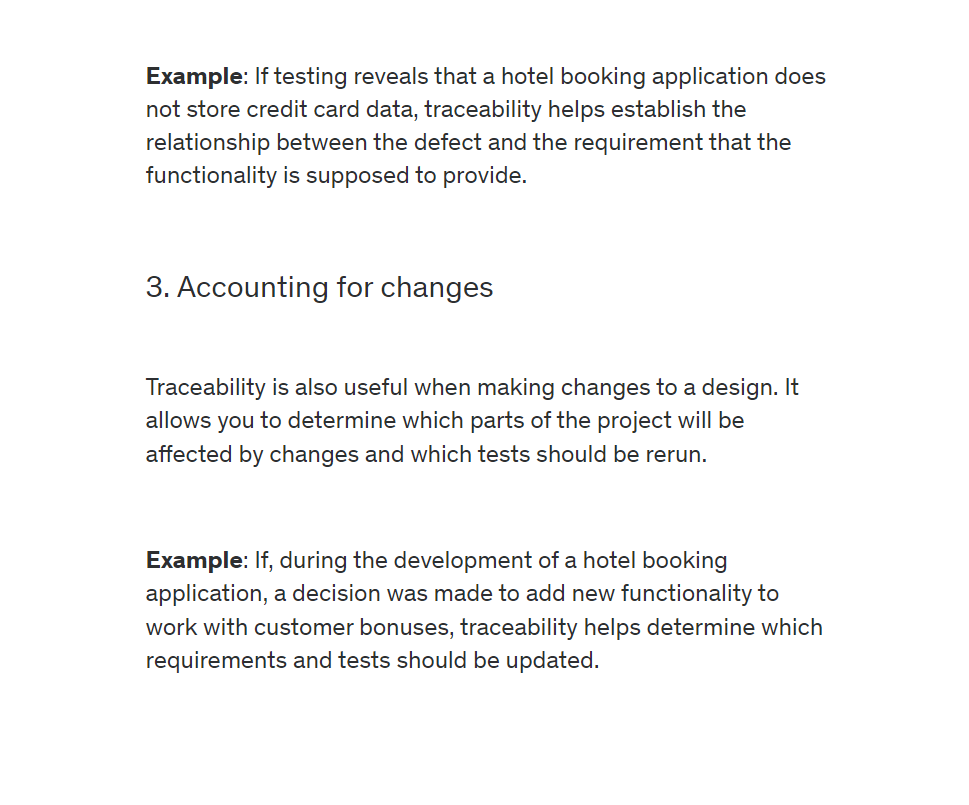 Example: If testing reveals that a hotel booking application does
not store credit card data, traceability helps establish the
relationship between the defect and the requirement that the
functionality is supposed to provide.
3. Accounting for changes
Traceability is also useful when making changes to a design. It
allows you to determine which parts of the project will be
affected by changes and which tests should be rerun.
Example: If, during the development of a hotel booking
application, a decision was made to add new functionality to
work with customer bonuses, traceability helps determine which
requirements and tests should be updated.